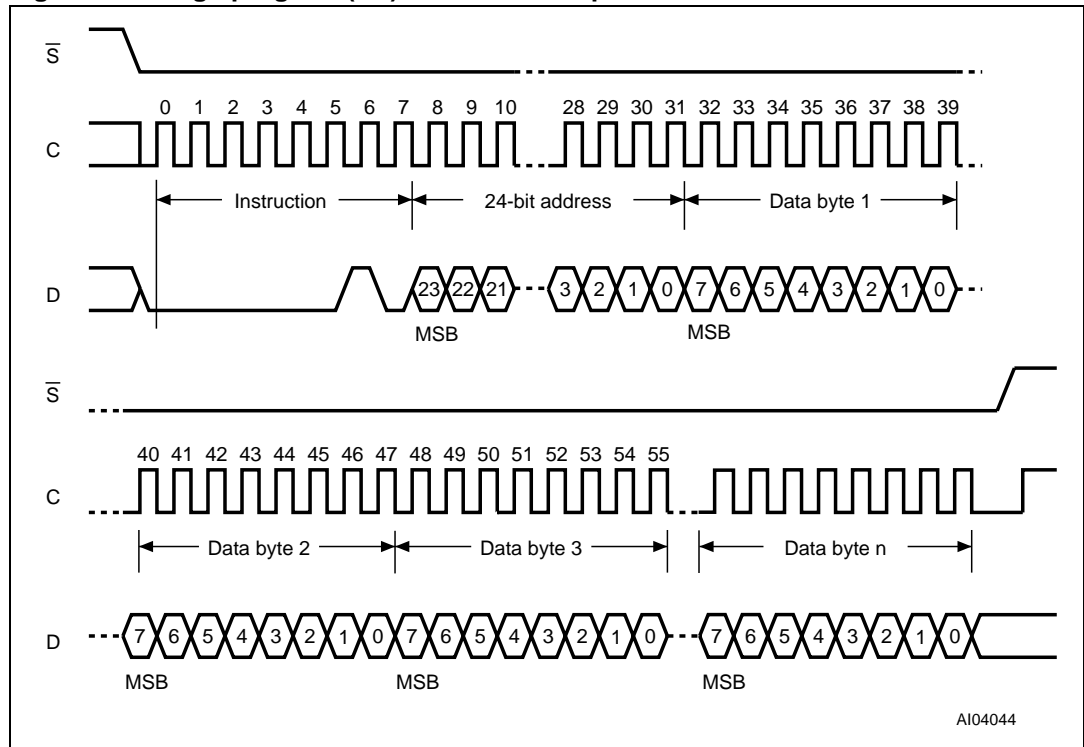 S
0 1 2 3 4 5 6 7 8 9 10 28 29 30 31 32 33 34 35 36 37 38 39
C
Instruction 24-bit address Data byte 1
D 23 22 21 3 2 1 0 7 6 5 4 3 2 1 0
MSB MSB
S
40 41 42 43 44 45 46 47 48 49 50 51 52 53 54 55
C
Data byte 2 Data byte 3 Data byte n
D 7 6 5 4 3 2 1 0 7 6 5 4 3 2 1 0 7 6 5 4 3 2 1 0
MSB MSB MSB
AI04044